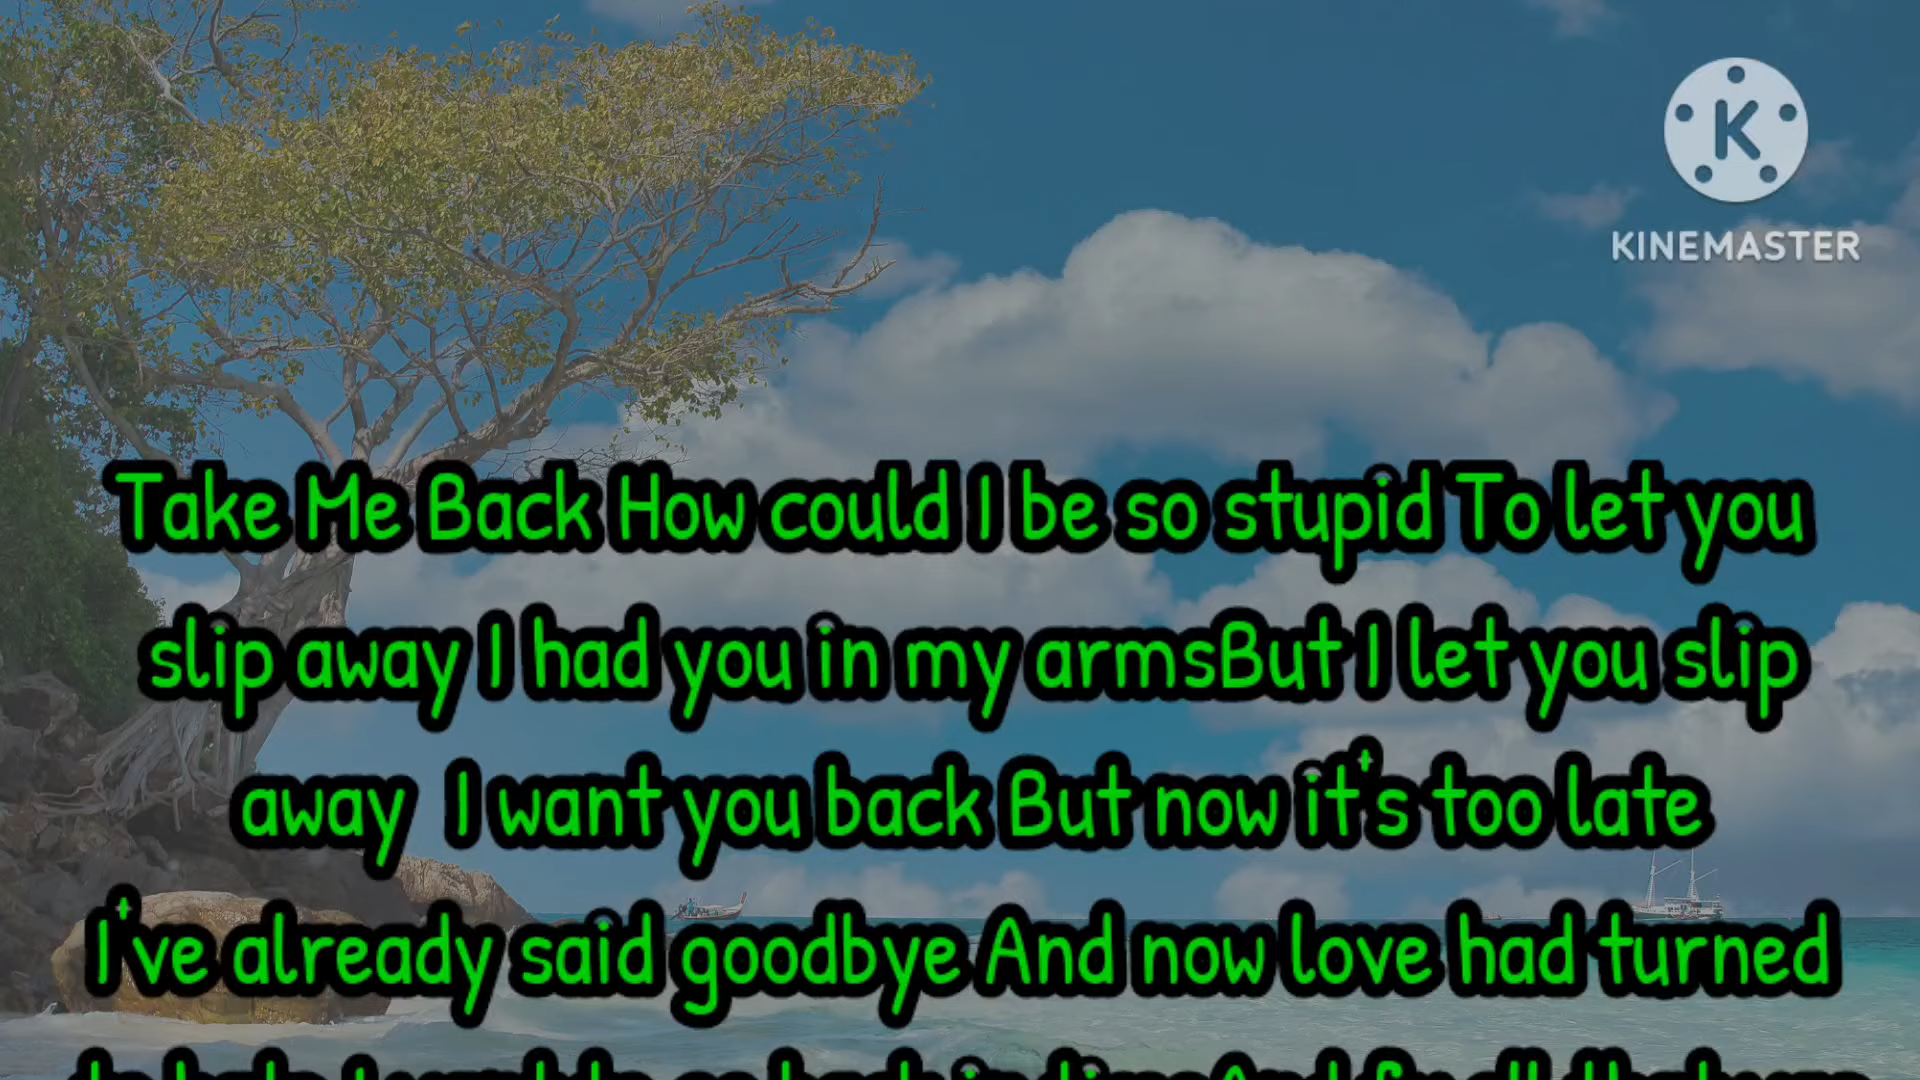 K
KINEMASTER
Take Me Back How could I be so stupid To let you
slip away I had you in my armsBut I let you slip
away I want you back But now it's too late
I've already said goodbye And now love had turned